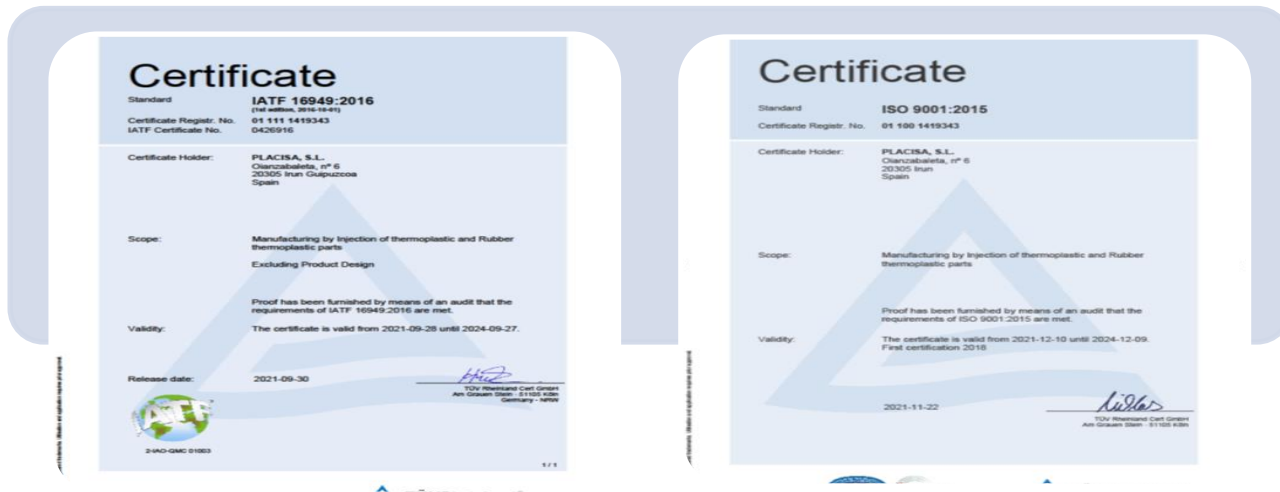 Certificate
Standard IATF 16949:2016
(1st edition, 2016-10-01)
Certificate Registr. No. 01 111 1419343
IATF Certificate No. 0426916
Certificate Holder: PLACISA, S.L.
Oianzabaleta, nº 6
20305 Irun Guipuzcoa
Spain
Scope: Manufacturing by Injection of thermoplastic and Rubber
thermoplastic parts
Excluding Product Design
Proof has been furnished by means of an audit that the
requirements of IATF 16949:2016 are met.
Validity: The certificate is valid from 2021-09-28 until 2024-09-27.
Release date: 2021-09-30
TÜV Rheinland Cert GmbH
Am Grauen Stein · 51105 Köln
Germany - NRW
IATF
2-IAO-QMC 01003
1 / 1
Certificate
Standard ISO 9001:2015
Certificate Registr. No. 01 100 1419343
Certificate Holder: PLACISA, S.L.
Oianzabaleta, nº 6
20305 Irun
Spain
Scope: Manufacturing by Injection of thermoplastic and Rubber
thermoplastic parts
Proof has been furnished by means of an audit that the
requirements of ISO 9001:2015 are met.
Validity: The certificate is valid from 2021-12-10 until 2024-12-09.
First certification 2018
2021-11-22
TÜV Rheinland Cert GmbH
Am Grauen Stein · 51105 Köln